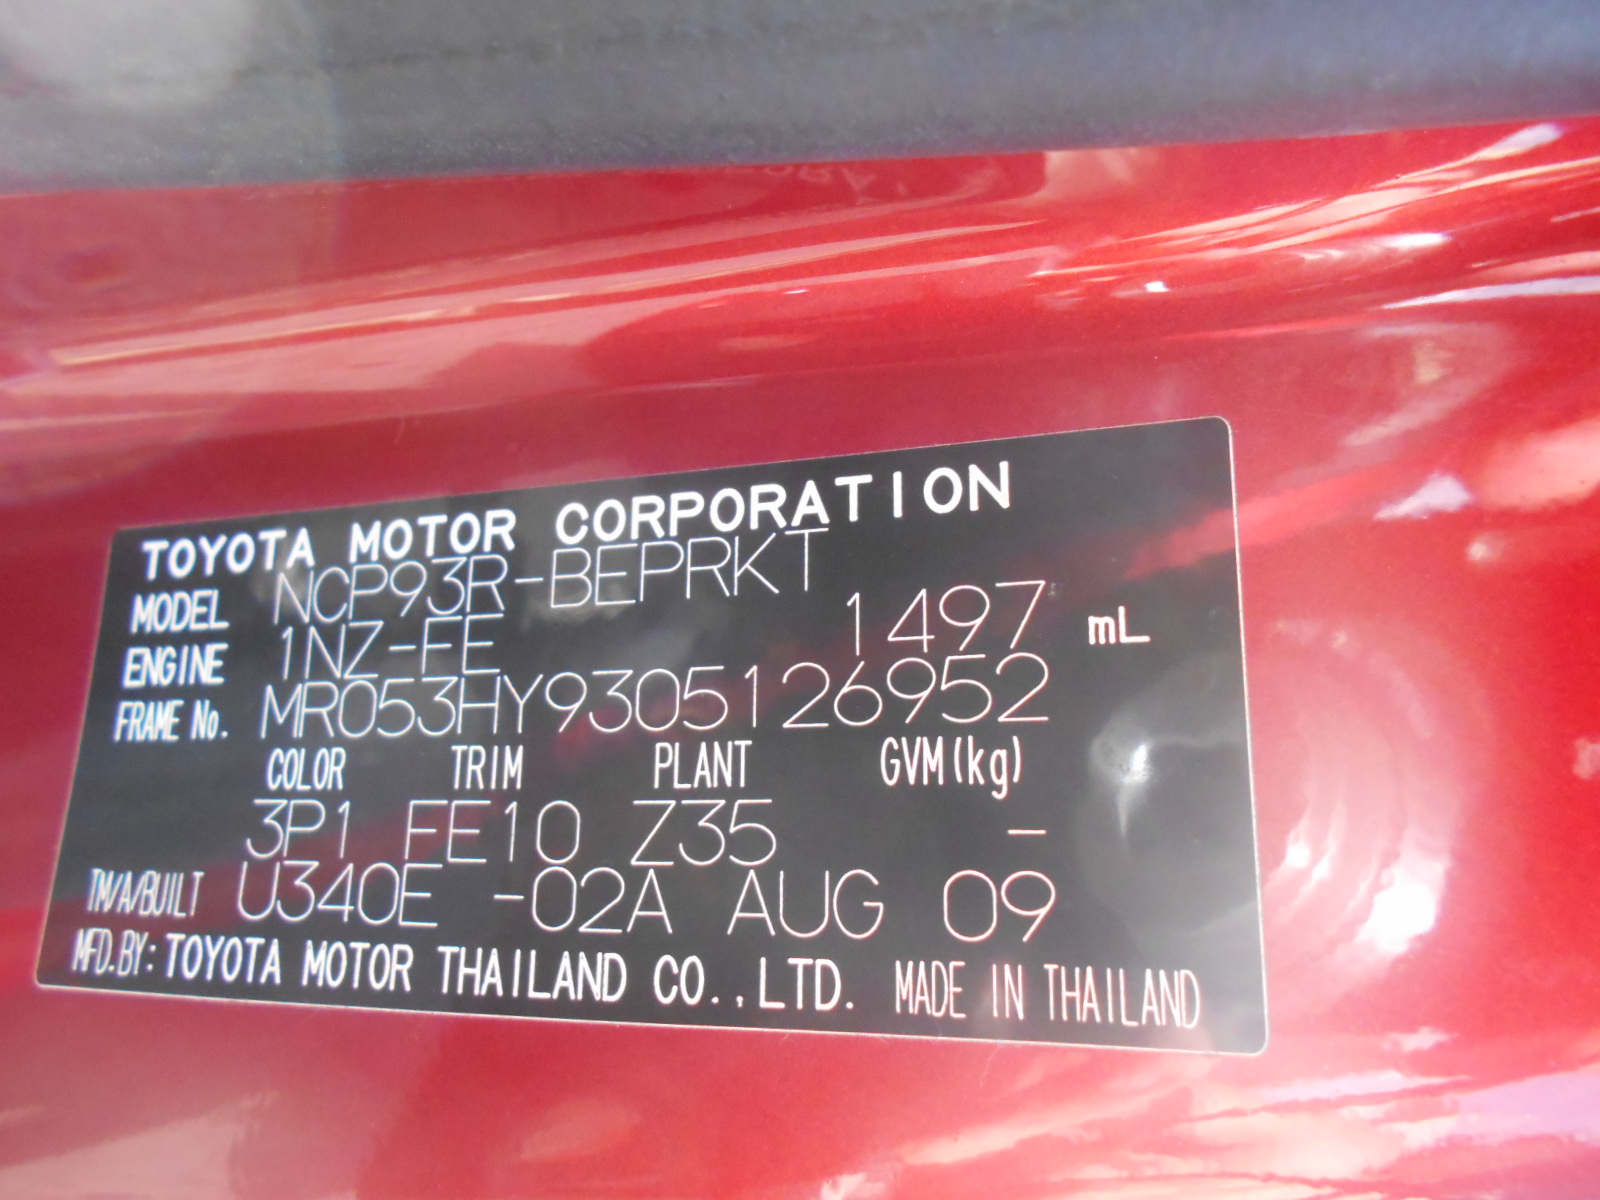 TOYOTA MOTOR CORPORATION
MODEL NCP93R-BEPRKT
ENGINE 1NZ-FE 1497 mL
FRAME No. MR053HY9305126952
COLOR TRIM PLANT GVM(kg)
3P1 FE10 Z35 -
TM/A/BUILT U340E -02A AUG 09
MFD.BY: TOYOTA MOTOR THAILAND CO.,LTD. MADE IN THAILAND